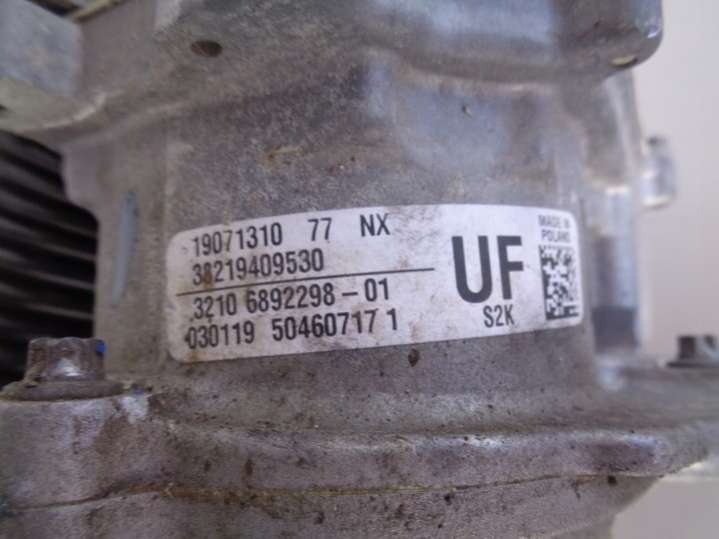 19071310 77 NX
38219409530
3210 6892298-01
030119 50460717 1
UF
S2K
MADE IN
POLAND